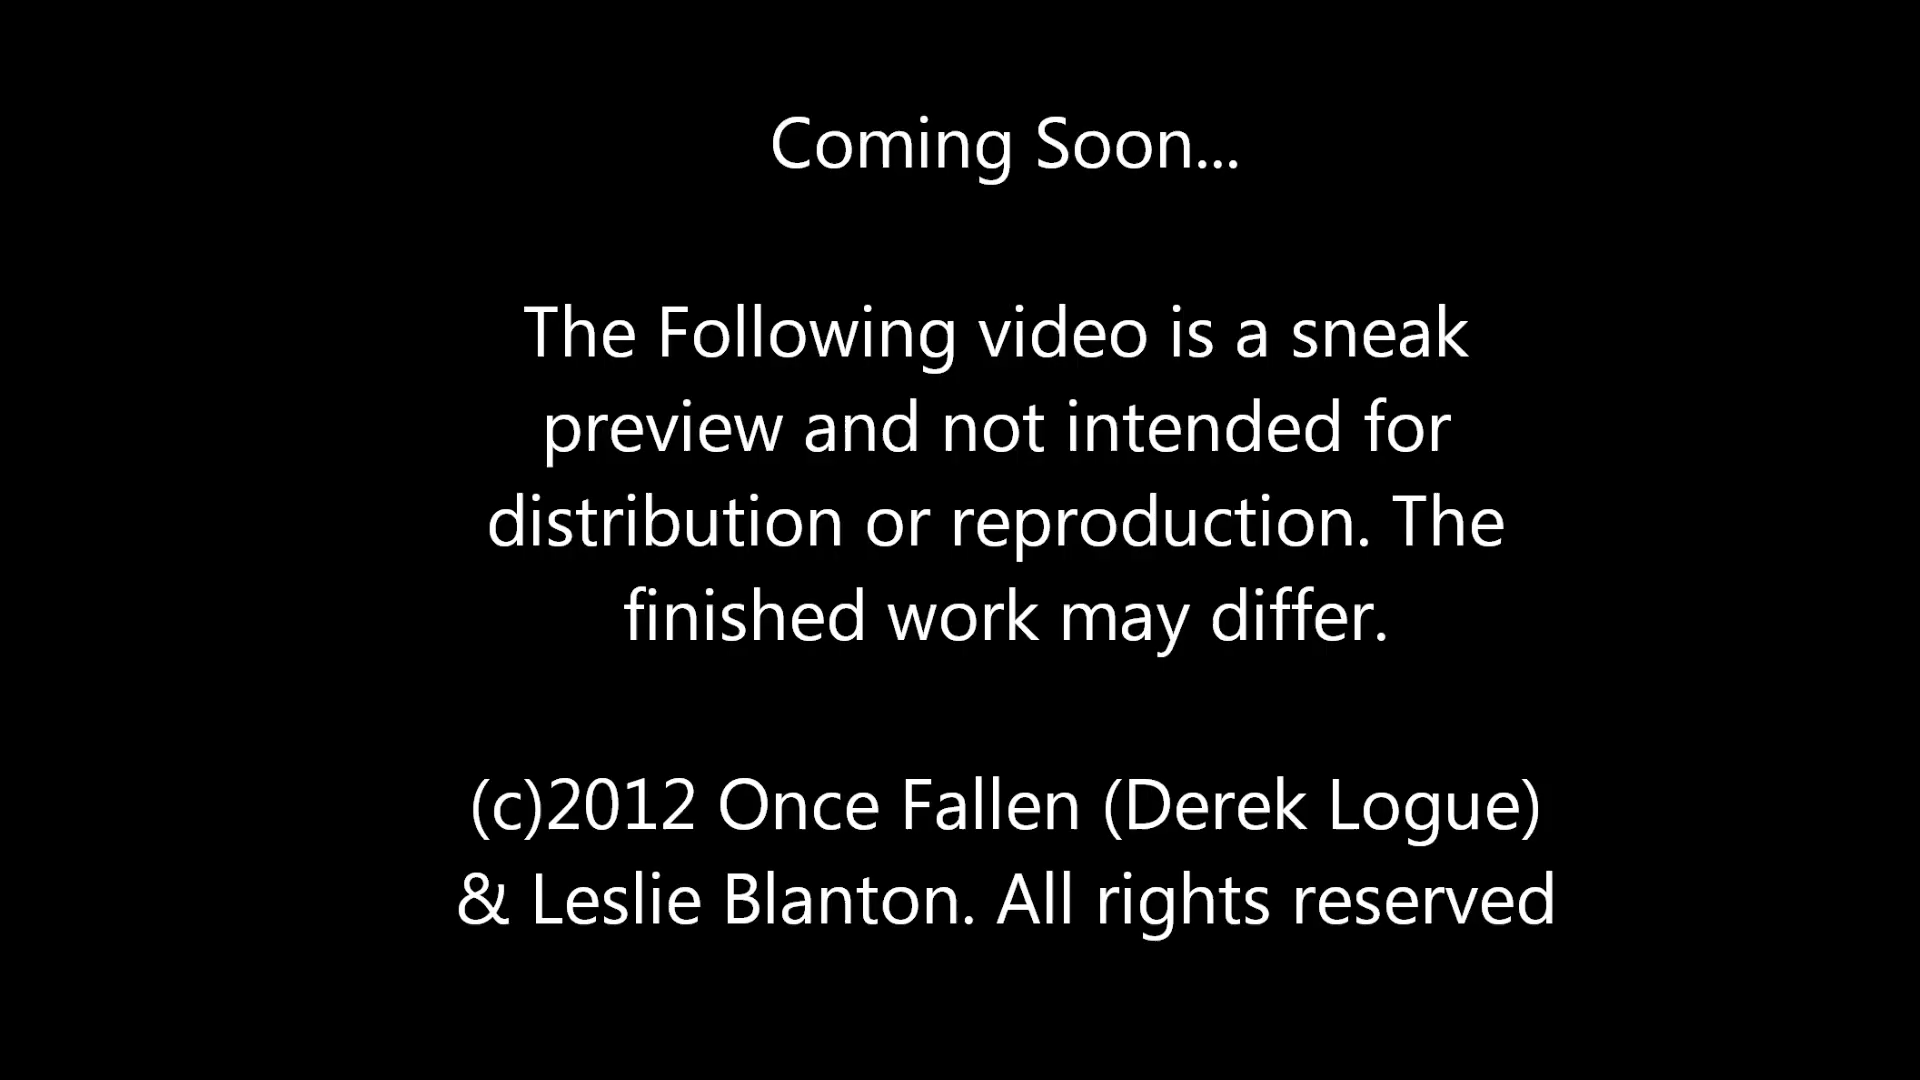 Coming Soon...
The Following video is a sneak
preview and not intended for
distribution or reproduction. The
finished work may differ.
(c)2012 Once Fallen (Derek Logue)
& Leslie Blanton. All rights reserved